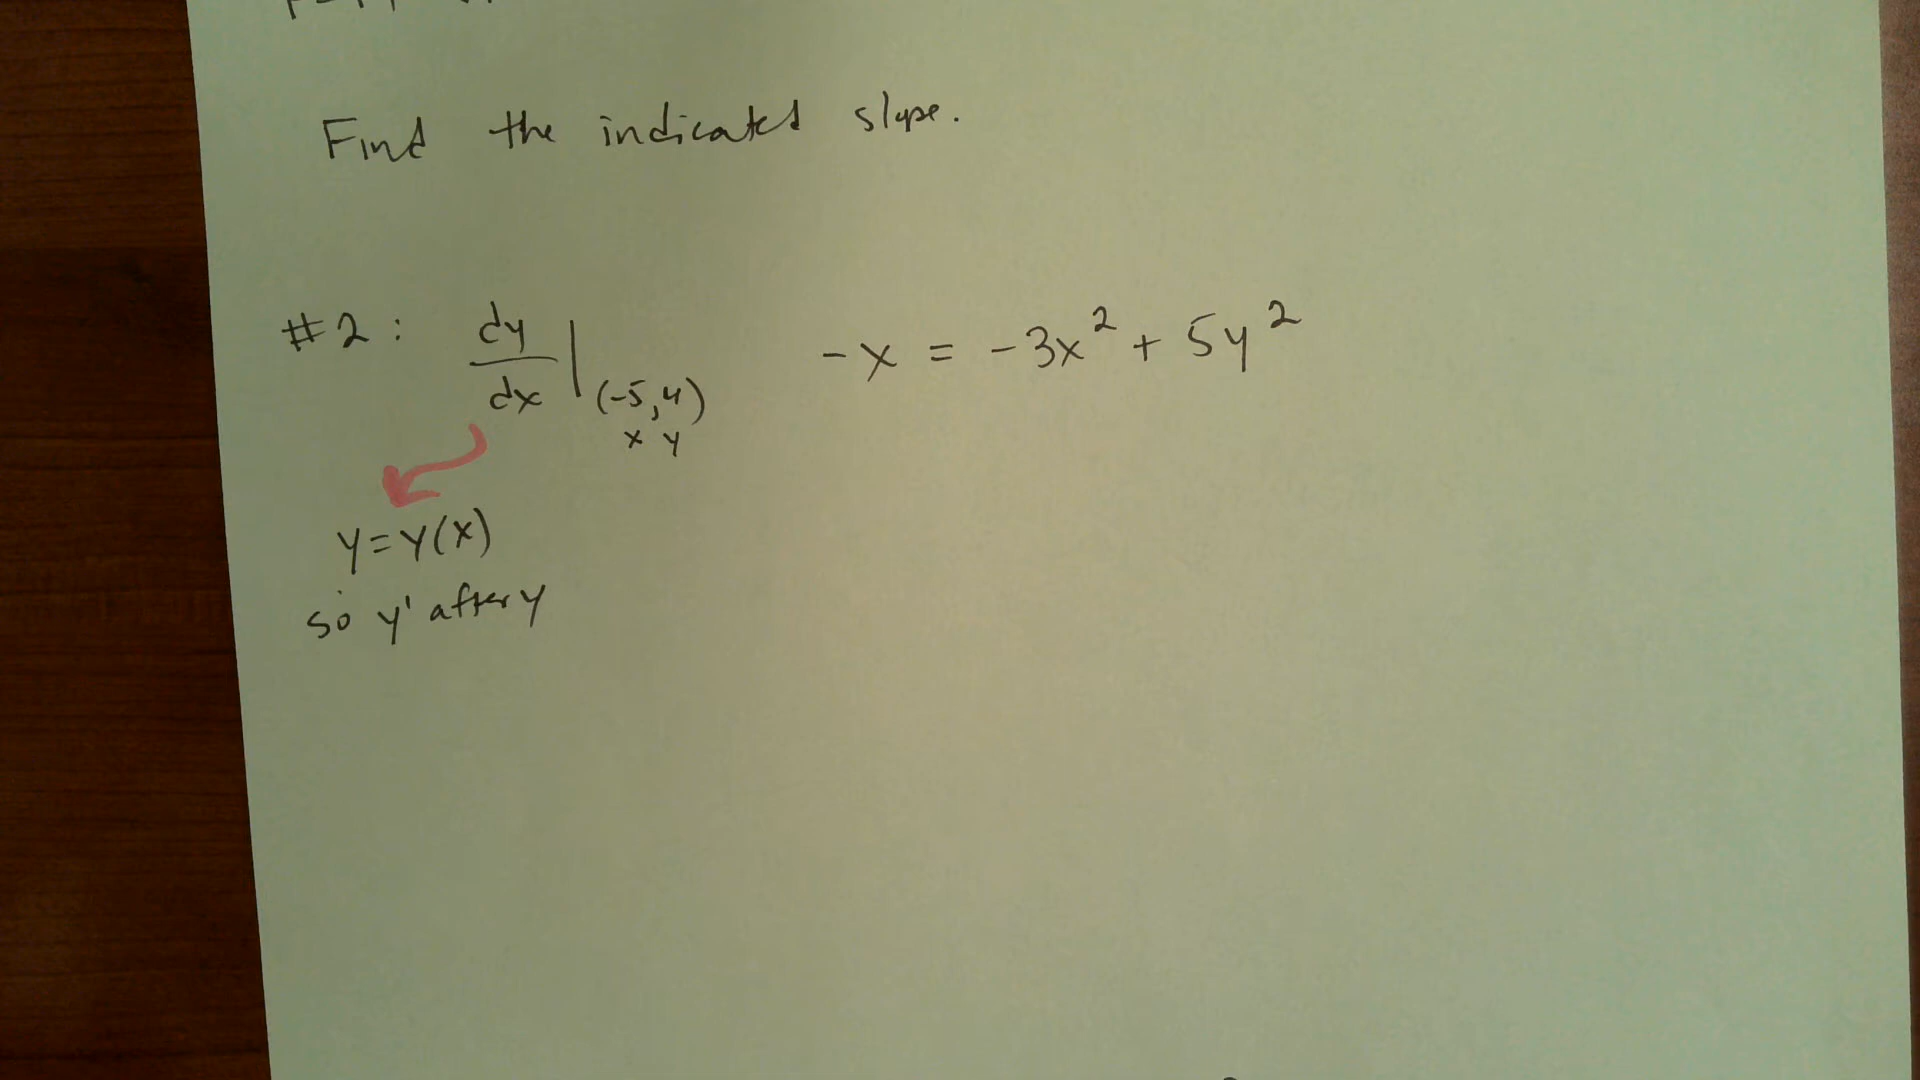 Find the indicated slope.
#2: dy/dx |(-5,4) -x = -3x² + 5y²
x y
y=y(x)
so y' after y